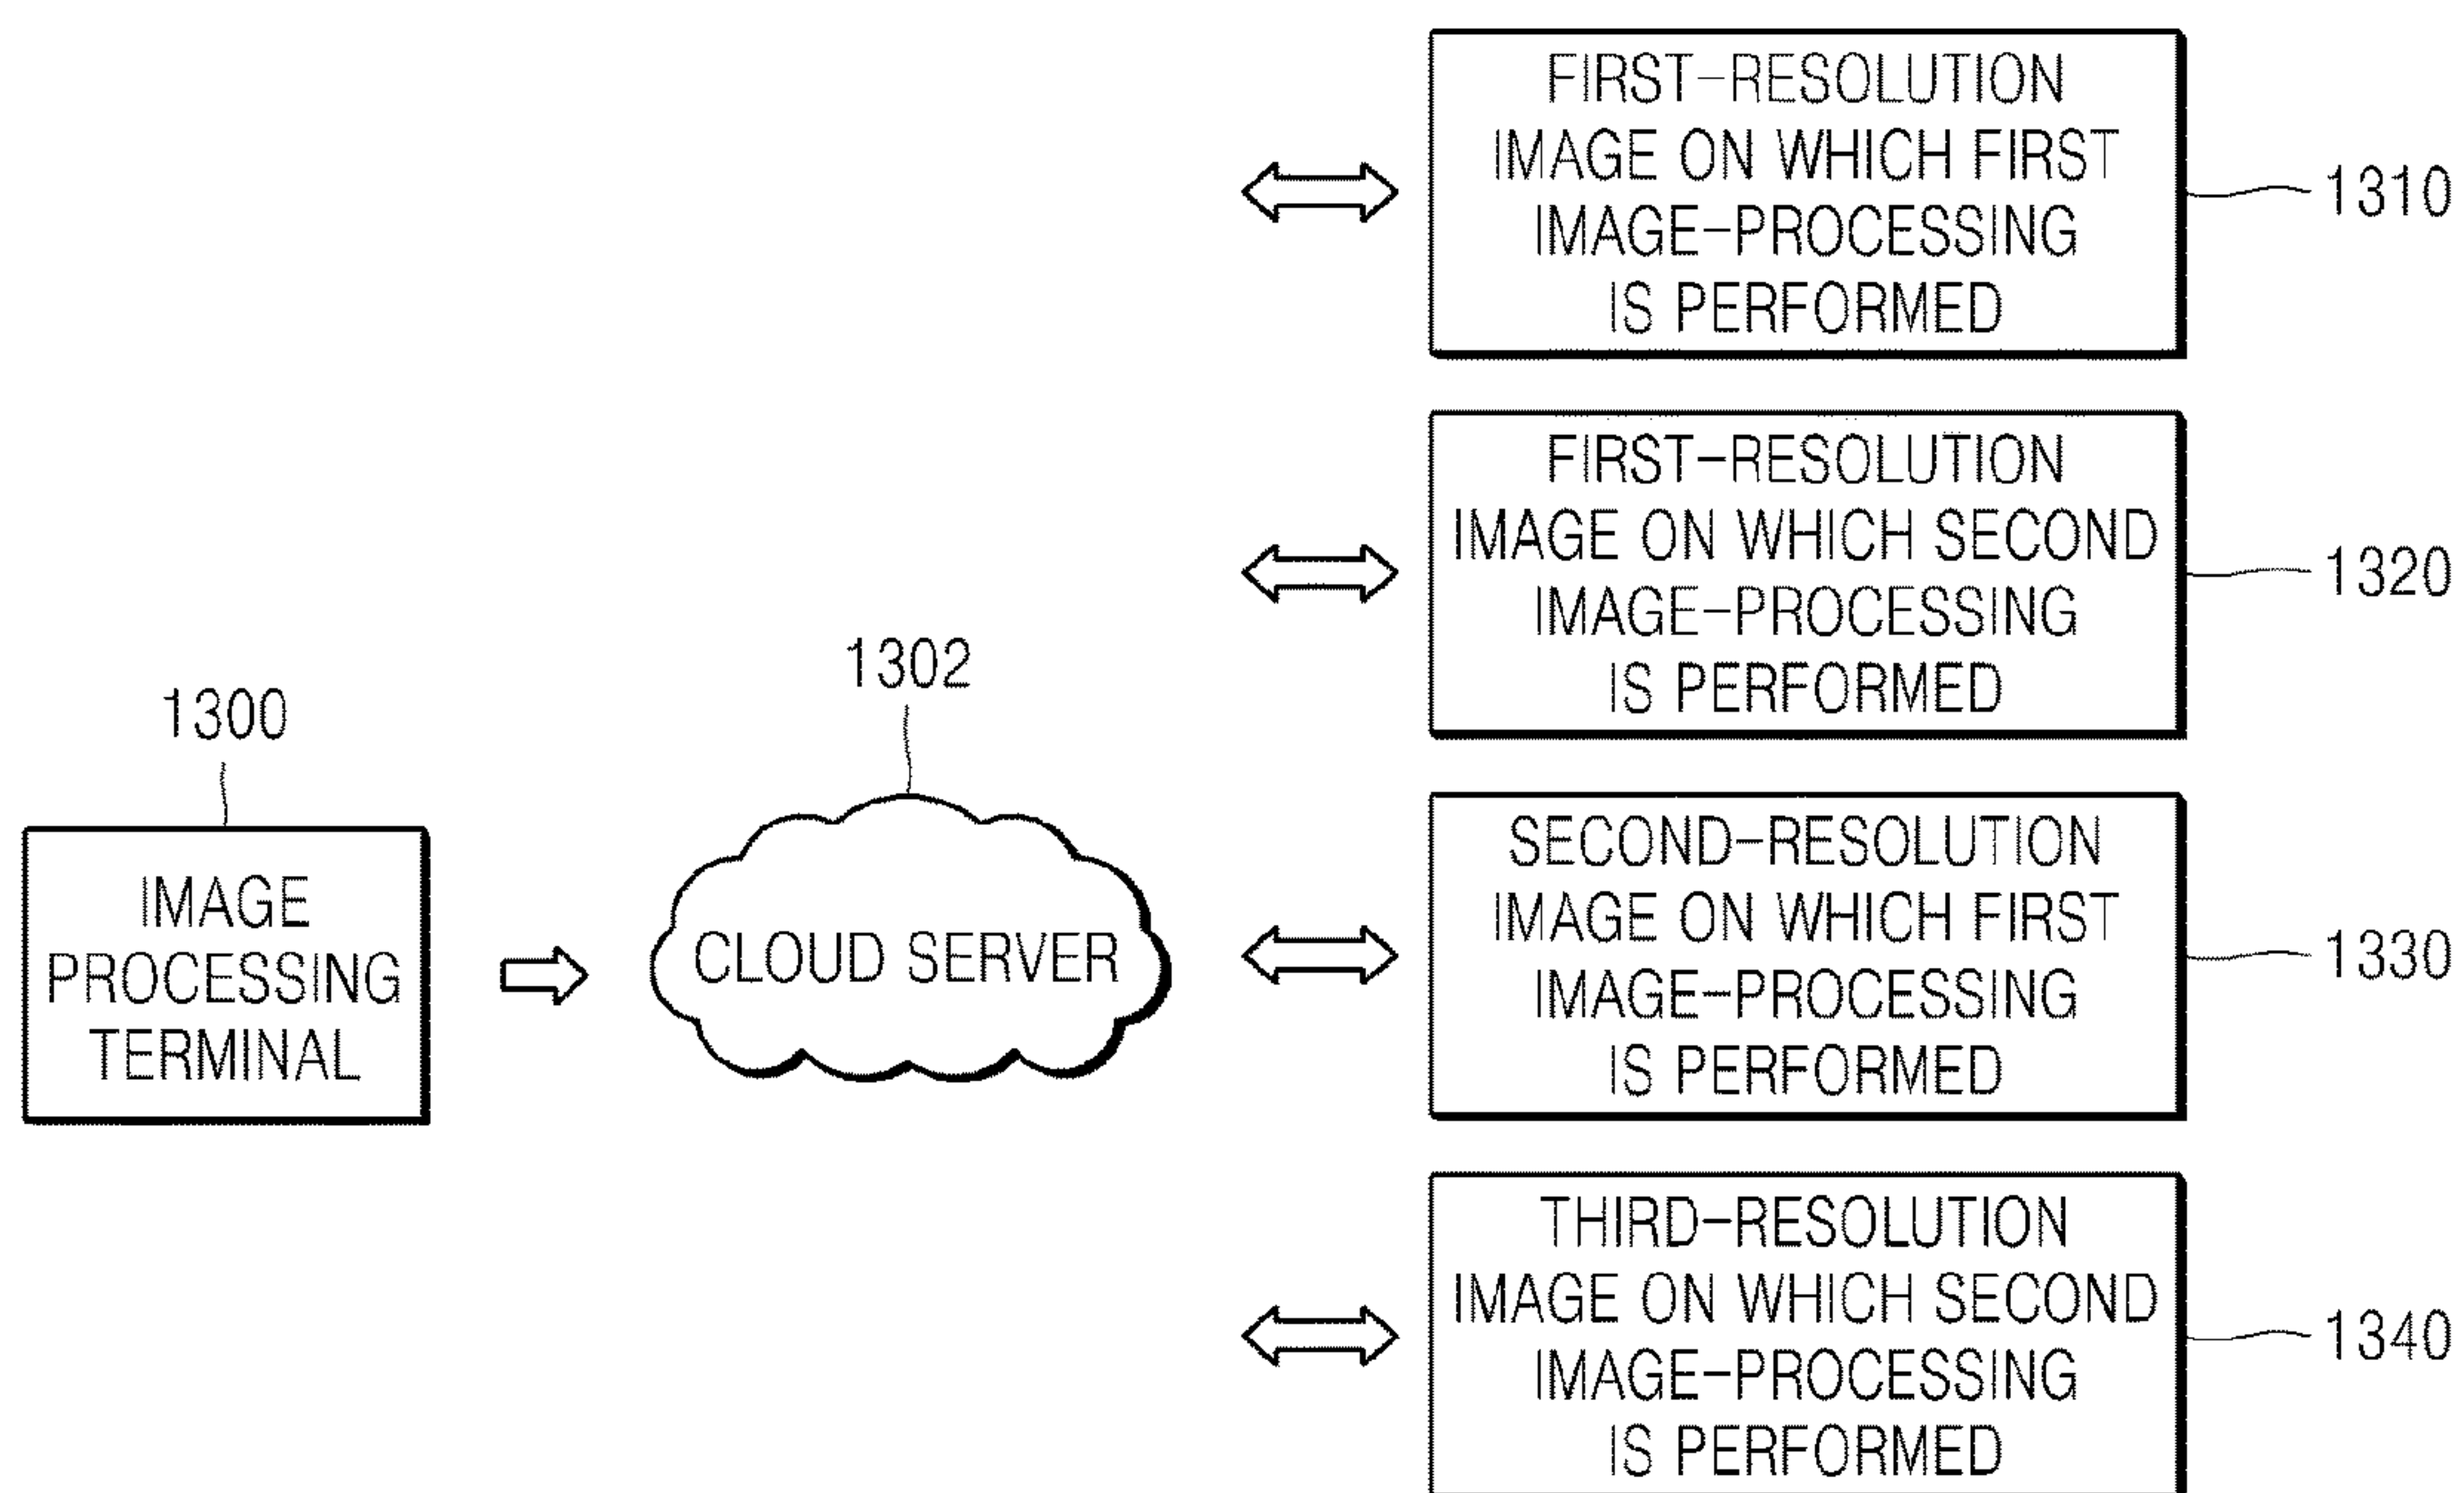 1300
IMAGE
PROCESSING
TERMINAL
1302
CLOUD SERVER
FIRST-RESOLUTION
IMAGE ON WHICH FIRST
IMAGE-PROCESSING
IS PERFORMED
1310
FIRST-RESOLUTION
IMAGE ON WHICH SECOND
IMAGE-PROCESSING
IS PERFORMED
1320
SECOND-RESOLUTION
IMAGE ON WHICH FIRST
IMAGE-PROCESSING
IS PERFORMED
1330
THIRD-RESOLUTION
IMAGE ON WHICH SECOND
IMAGE-PROCESSING
IS PERFORMED
1340